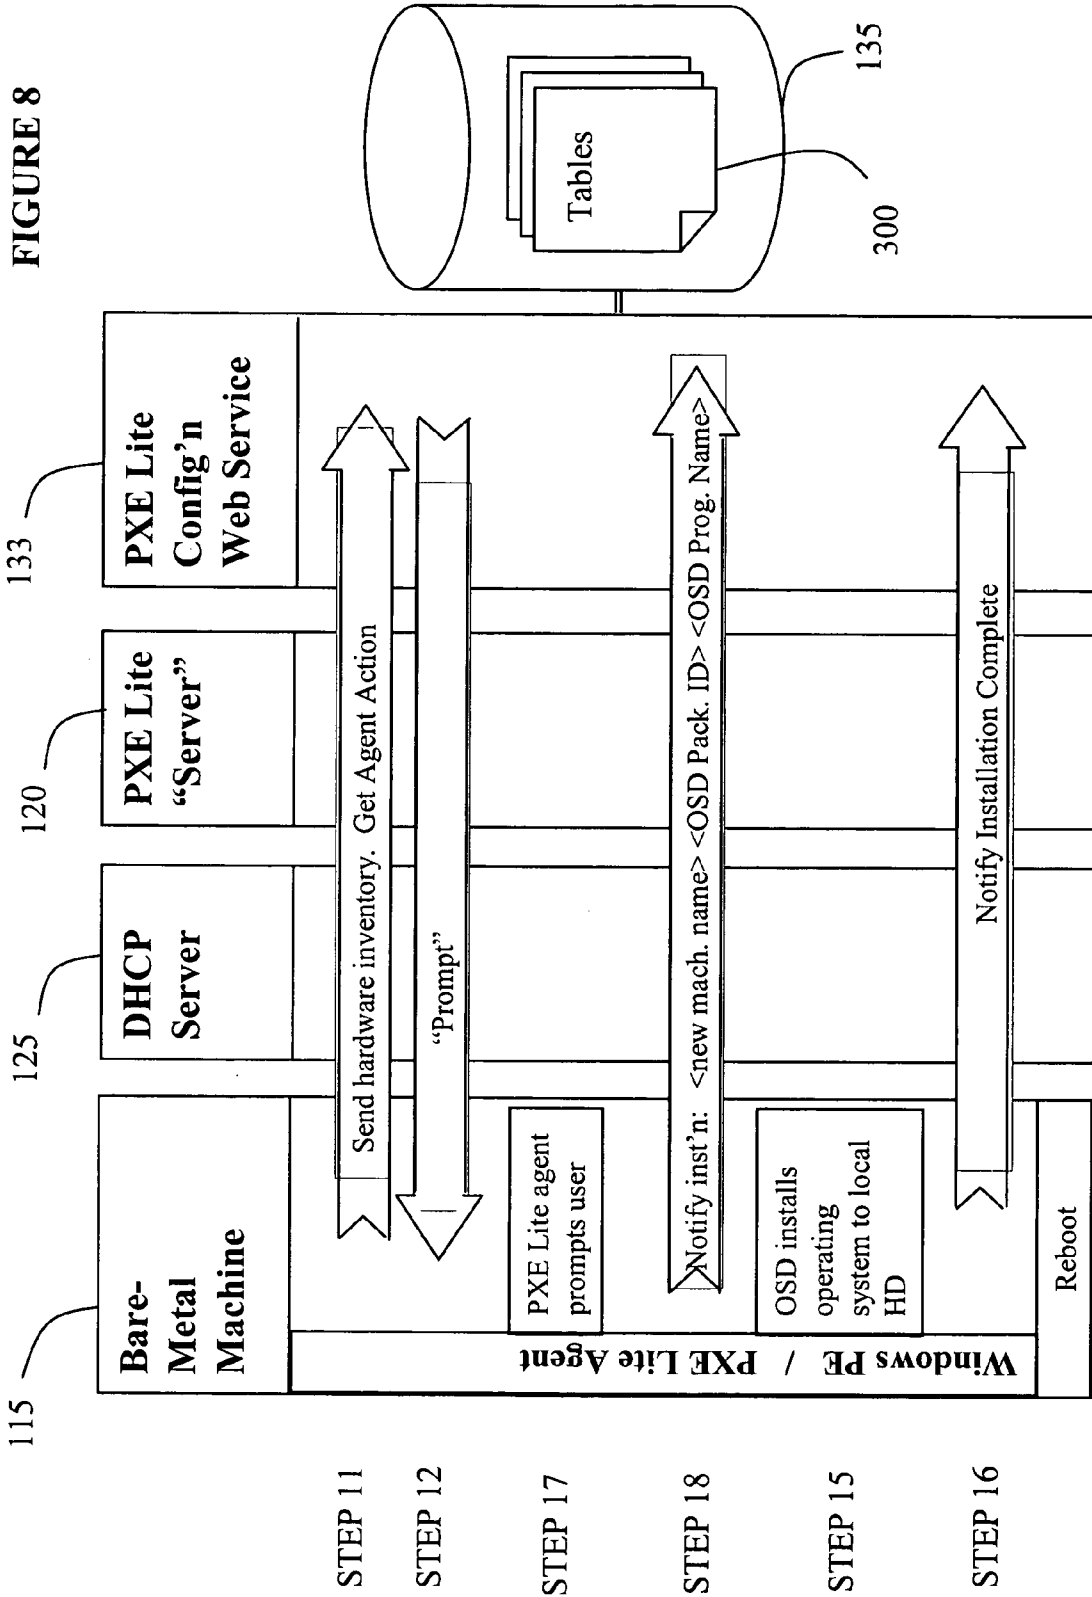 FIGURE 8
115
125
120
133
Bare-
Metal
Machine
DHCP
Server
PXE Lite
“Server”
PXE Lite
Config’n
Web Service
STEP 11
Send hardware inventory. Get Agent Action
STEP 12
“Prompt”
STEP 17
PXE Lite agent
prompts user
STEP 18
Notify inst’n: <new mach. name> <OSD Pack. ID> <OSD Prog. Name>
STEP 15
OSD installs
operating
system to local
HD
STEP 16
Notify Installation Complete
Windows PE / PXE Lite Agent
Reboot
Tables
300
135